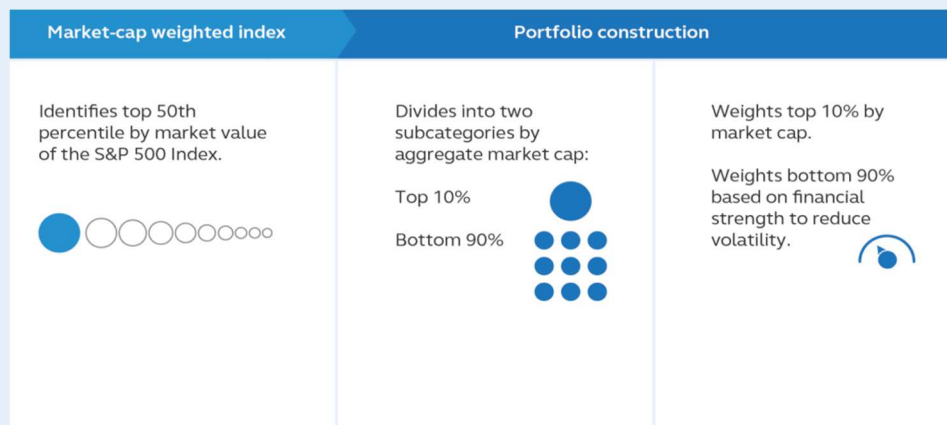 Market-cap weighted index
Portfolio construction
Identifies top 50th
percentile by market value
of the S&P 500 Index.
Divides into two
subcategories by
aggregate market cap:
Top 10%
Bottom 90%
Weights top 10% by
market cap.
Weights bottom 90%
based on financial
strength to reduce
volatility.